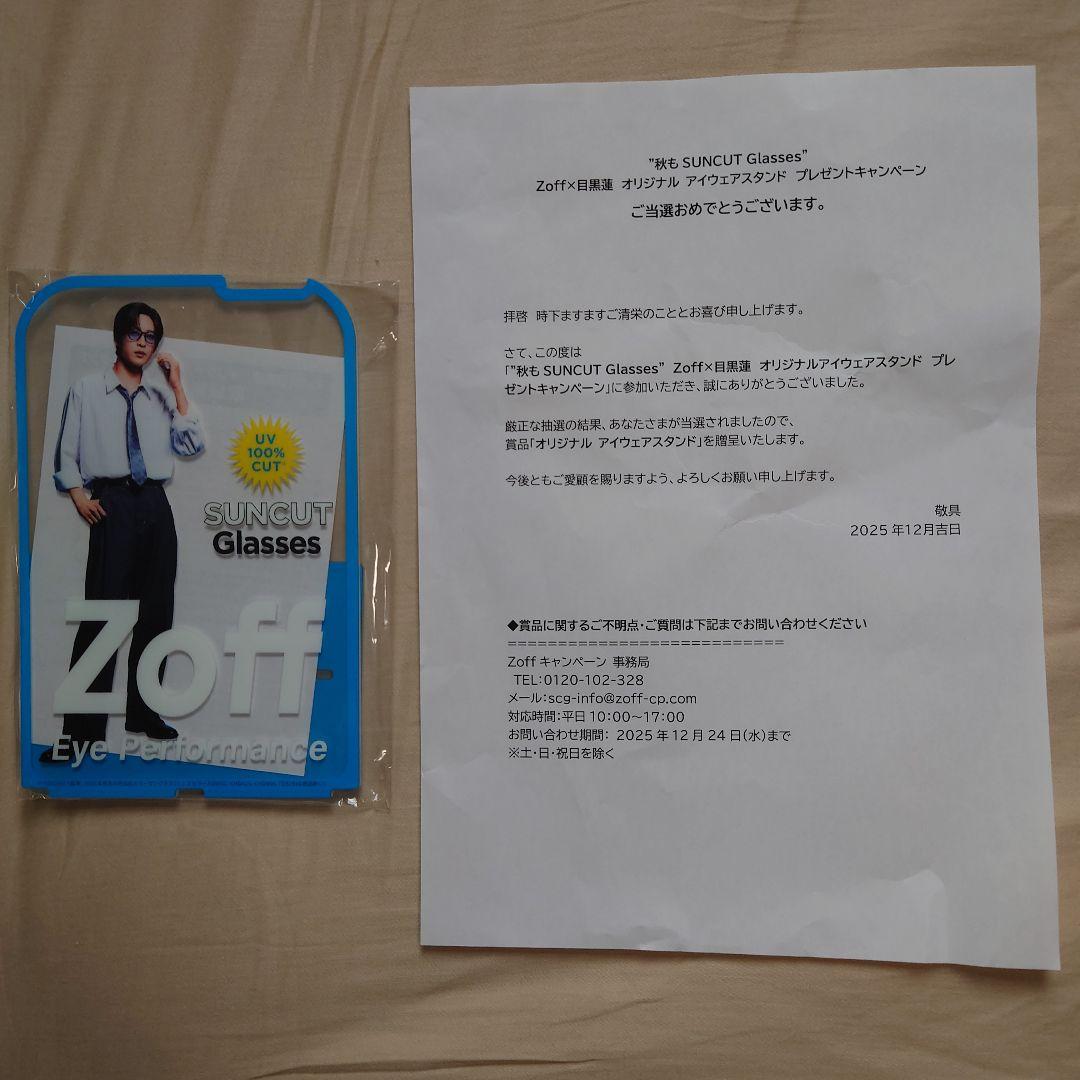 UV
100%
CUT
SUNCUT
Glasses
Zoff
Eye Performance
"秋も SUNCUT Glasses"
Zoff×目黒蓮 オリジナル アイウェアスタンド プレゼントキャンペーン
ご当選おめでとうございます。
拝啓 時下ますますご清栄のこととお喜び申し上げます。
さて、この度は
「"秋も SUNCUT Glasses" Zoff×目黒蓮 オリジナルアイウェアスタンド プレ
ゼントキャンペーン」に参加いただき、誠にありがとうございました。
厳正な抽選の結果、あなたさまが当選されましたので、
賞品「オリジナル アイウェアスタンド」を贈呈いたします。
今後ともご愛顧を賜りますよう、よろしくお願い申し上げます。
敬具
2025年12月吉日
◆賞品に関するご不明点・ご質問は下記までお問い合わせください
============================
Zoff キャンペーン 事務局
TEL:0120-102-328
メール:scg-info@zoff-cp.com
対応時間:平日 10:00~17:00
お問い合わせ期間: 2025年12月24日(水)まで
※土・日・祝日を除く